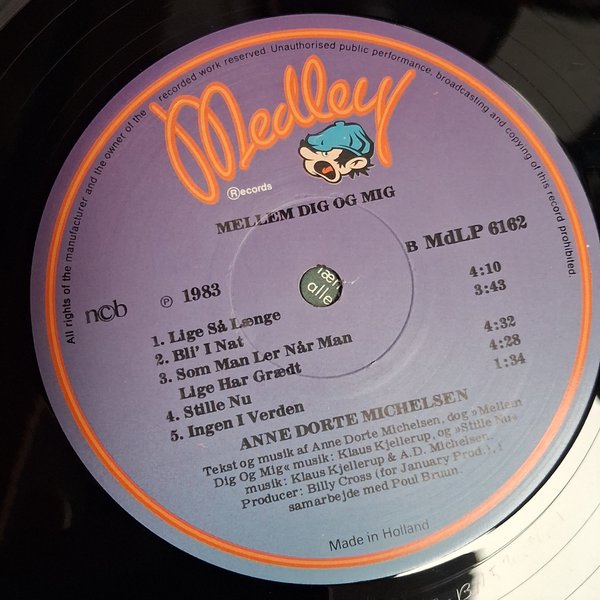 All rights of the manufacturer and the owner of the recorded work reserved. Unauthorised public performance, broadcasting and copying of this record prohibited.
Medley
Records
MELLEM DIG OG MIG
B MdLP 6162
ncb
℗ 1983
1. Lige Så Længe 4:10
2. Bli' I Nat 3:43
3. Som Man Ler Når Man
Lige Har Grædt 4:32
4. Stille Nu 4:28
5. Ingen I Verden 1:34
ANNE DORTE MICHELSEN
Tekst og musik af Anne Dorte Michelsen, dog »Mellem
Dig Og Mig« musik: Klaus Kjellerup, og »Stille Nu«
musik: Klaus Kjellerup & A.D. Michelsen.
Producer: Billy Cross (for January Prod.), i
samarbejde med Poul Bruun.
Made in Holland
alle